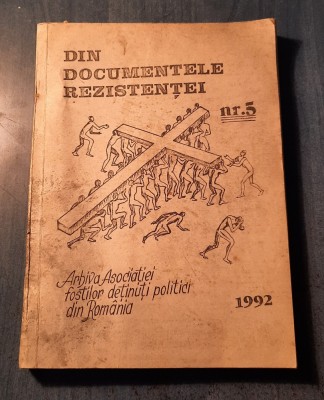 DIN
DOCUMENTELE
REZISTENȚEI
nr.5
Arhiva Asociației
foștilor deținuți politici
din România
1992